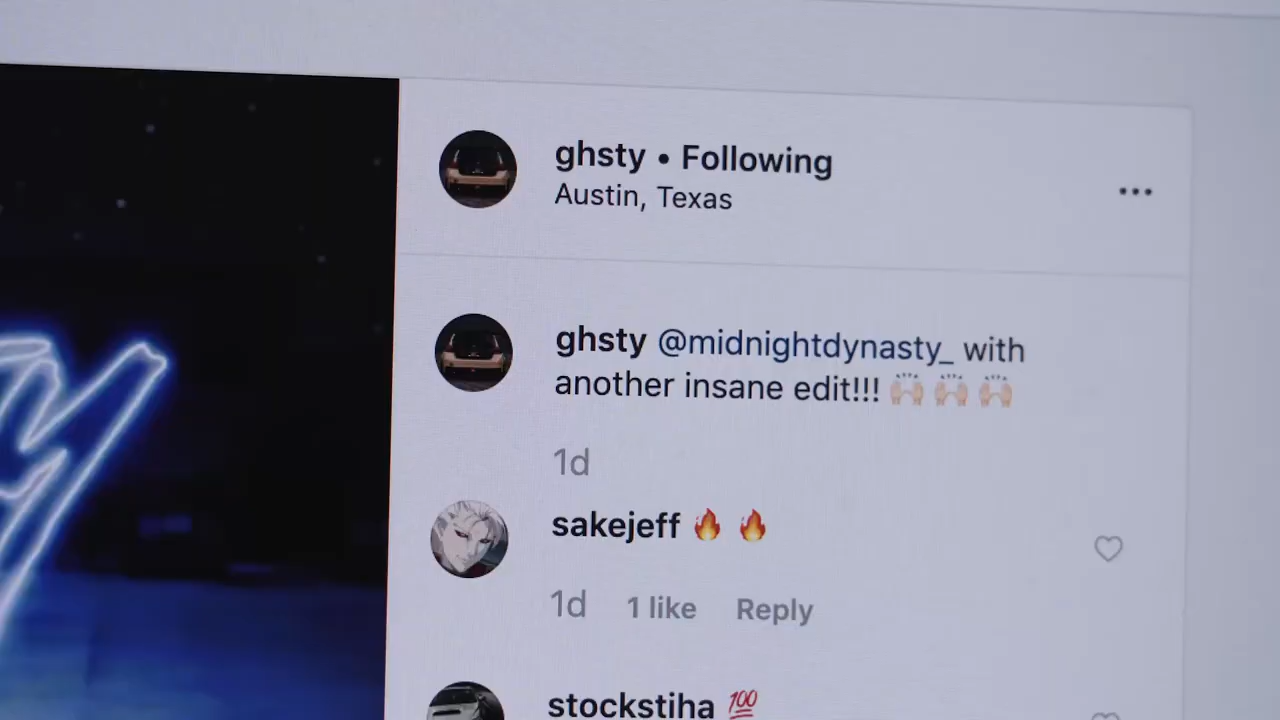 ghsty • Following
Austin, Texas
ghsty @midnightdynasty_ with
another insane edit!!! 🙌🏻 🙌🏻 🙌🏻
1d
sakejeff 🔥 🔥
1d 1 like Reply
stockstiha 💯